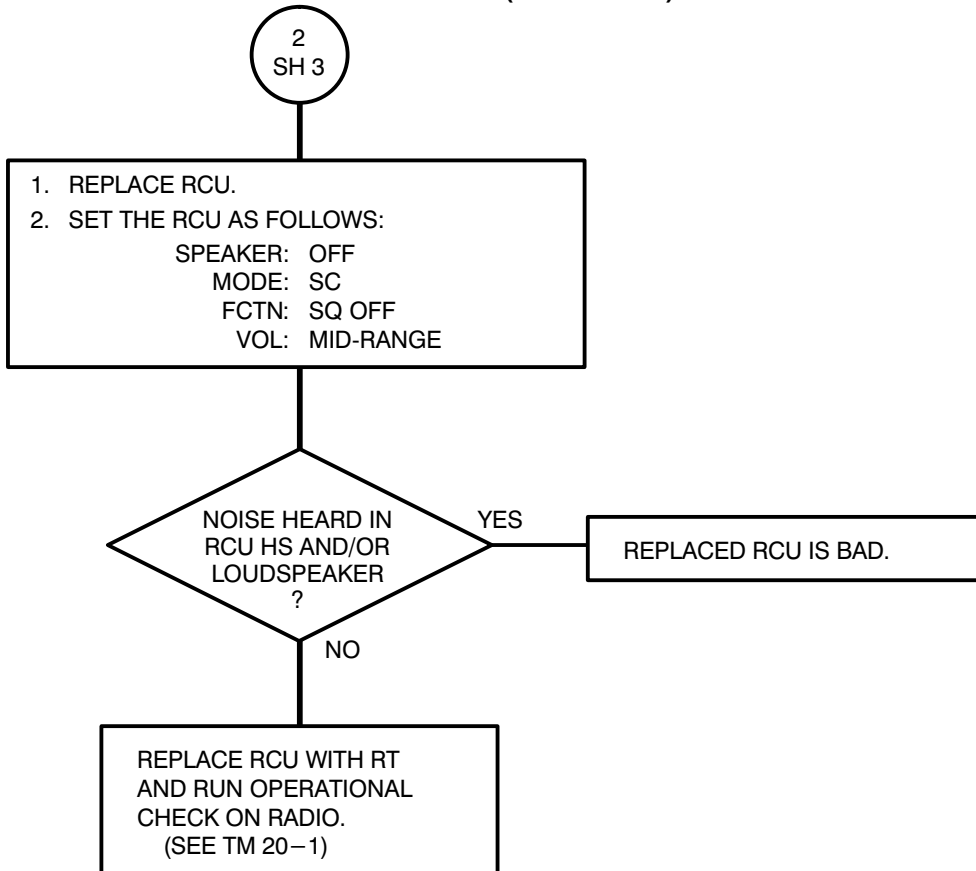 2
SH 3
1. REPLACE RCU.
2. SET THE RCU AS FOLLOWS:
SPEAKER: OFF
MODE: SC
FCTN: SQ OFF
VOL: MID-RANGE
NOISE HEARD IN
RCU HS AND/OR
LOUDSPEAKER
?
YES
REPLACED RCU IS BAD.
NO
REPLACE RCU WITH RT
AND RUN OPERATIONAL
CHECK ON RADIO.
(SEE TM 20−1)